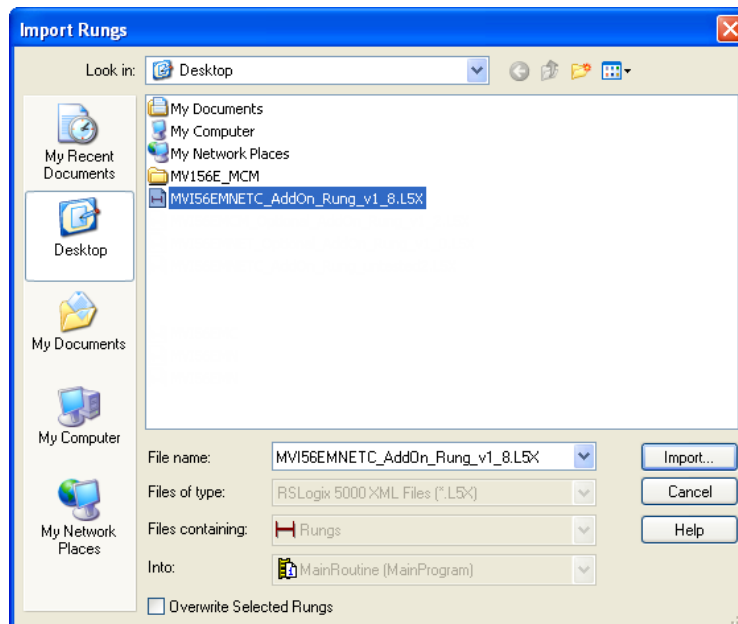 Import Rungs
Look in:
Desktop
My Recent
Documents
Desktop
My Documents
My Computer
My Network
Places
My Documents
My Computer
My Network Places
MV156E_MCM
MVI56EMNETC_AddOn_Rung_v1_8.L5X
File name:
MVI56EMNETC_AddOn_Rung_v1_8.L5X
Import...
Files of type:
RSLogix 5000 XML Files (*.L5X)
Cancel
Files containing:
Rungs
Help
Into:
MainRoutine (MainProgram)
Overwrite Selected Rungs